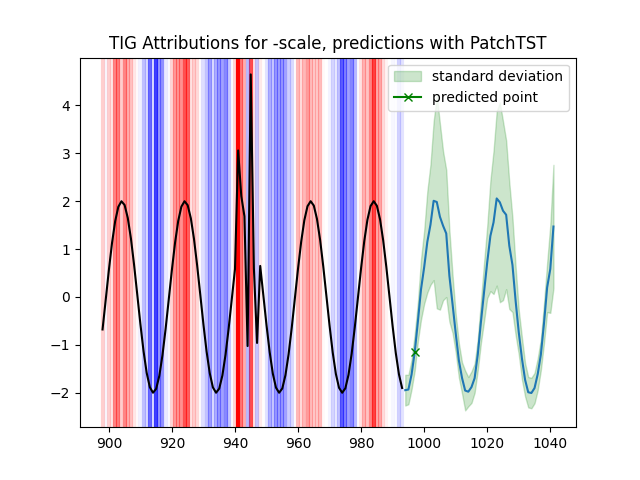 TIG Attributions for -scale, predictions with PatchTST
standard deviation
predicted point
4
3
2
1
0
−1
−2
900 920 940 960 980 1000 1020 1040